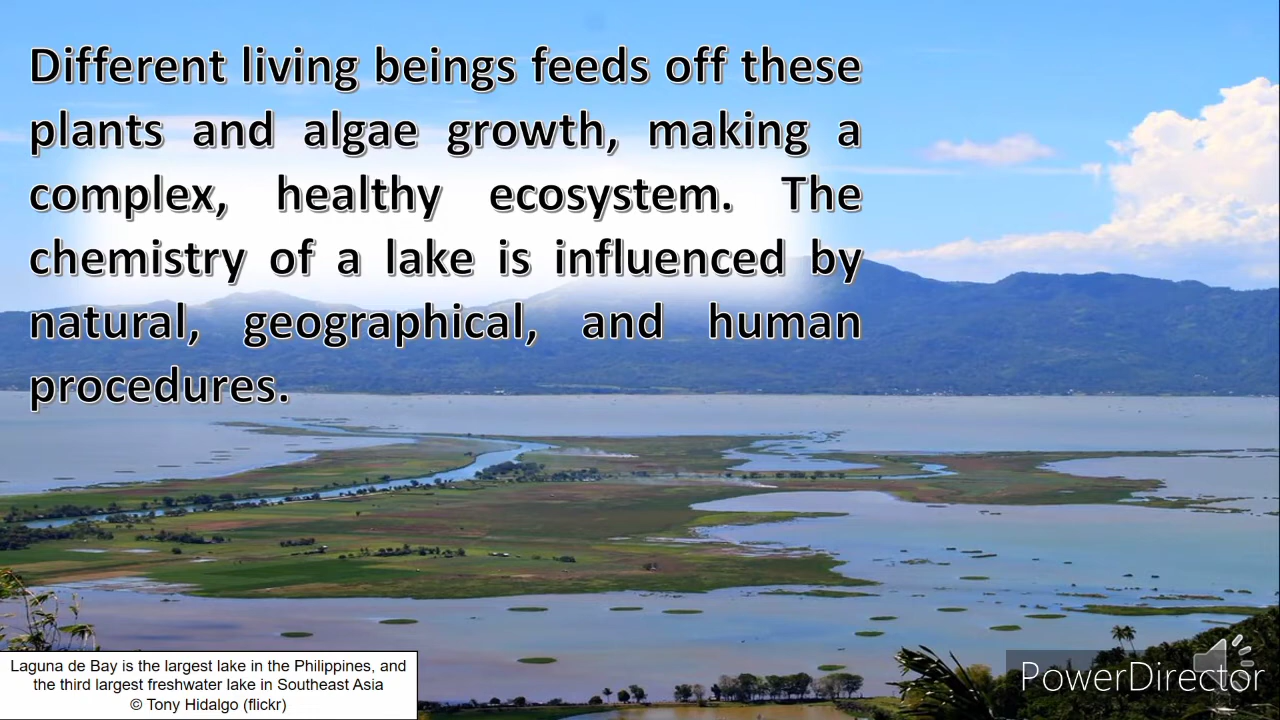 Different living beings feeds off these
plants and algae growth, making a
complex, healthy ecosystem. The
chemistry of a lake is influenced by
natural, geographical, and human
procedures.
Laguna de Bay is the largest lake in the Philippines, and
the third largest freshwater lake in Southeast Asia
© Tony Hidalgo (flickr)
PowerDirector